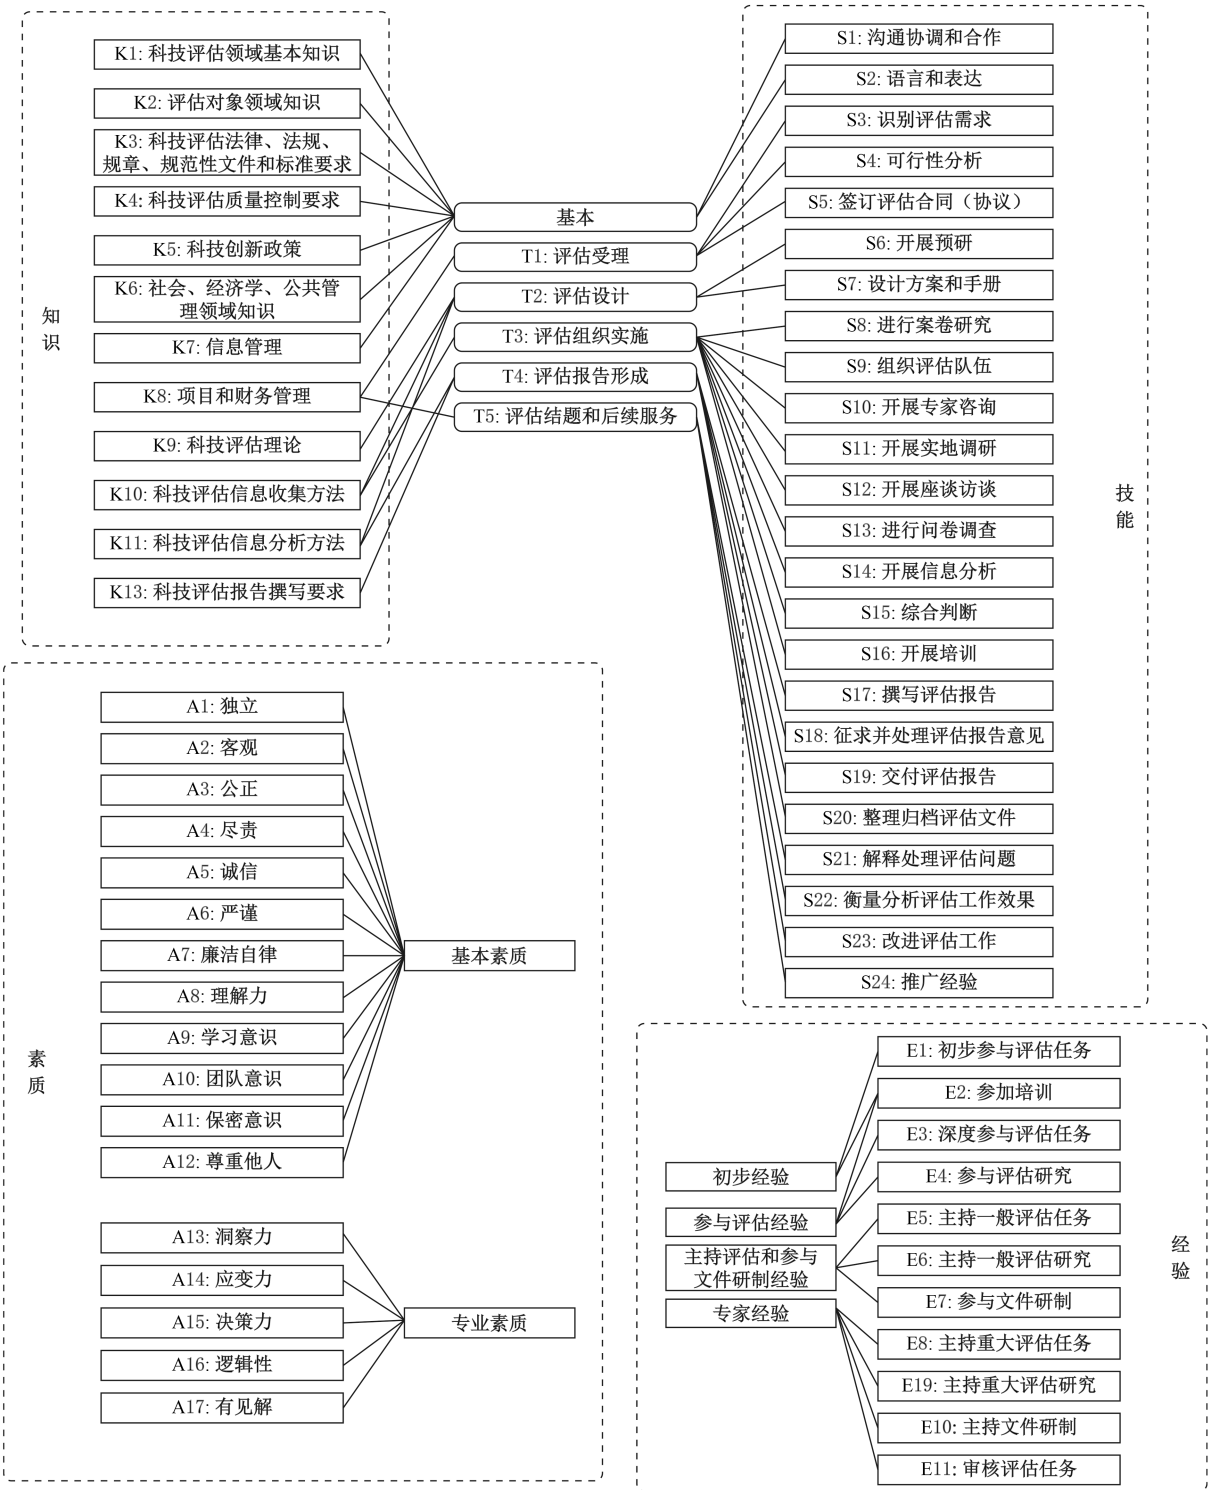 知
识
K1: 科技评估领域基本知识
K2: 评估对象领域知识
K3: 科技评估法律、法规、
规章、规范性文件和标准要求
K4: 科技评估质量控制要求
K5: 科技创新政策
K6: 社会、经济学、公共管
理领域知识
K7: 信息管理
K8: 项目和财务管理
K9: 科技评估理论
K10: 科技评估信息收集方法
K11: 科技评估信息分析方法
K13: 科技评估报告撰写要求
基本
T1: 评估受理
T2: 评估设计
T3: 评估组织实施
T4: 评估报告形成
T5: 评估结题和后续服务
S1: 沟通协调和合作
S2: 语言和表达
S3: 识别评估需求
S4: 可行性分析
S5: 签订评估合同（协议）
S6: 开展预研
S7: 设计方案和手册
S8: 进行案卷研究
S9: 组织评估队伍
S10: 开展专家咨询
S11: 开展实地调研
S12: 开展座谈访谈
S13: 进行问卷调查
S14: 开展信息分析
S15: 综合判断
S16: 开展培训
S17: 撰写评估报告
S18: 征求并处理评估报告意见
S19: 交付评估报告
S20: 整理归档评估文件
S21: 解释处理评估问题
S22: 衡量分析评估工作效果
S23: 改进评估工作
S24: 推广经验
技
能
素
质
A1: 独立
A2: 客观
A3: 公正
A4: 尽责
A5: 诚信
A6: 严谨
A7: 廉洁自律
A8: 理解力
A9: 学习意识
A10: 团队意识
A11: 保密意识
A12: 尊重他人
A13: 洞察力
A14: 应变力
A15: 决策力
A16: 逻辑性
A17: 有见解
基本素质
专业素质
初步经验
参与评估经验
主持评估和参与
文件研制经验
专家经验
E1: 初步参与评估任务
E2: 参加培训
E3: 深度参与评估任务
E4: 参与评估研究
E5: 主持一般评估任务
E6: 主持一般评估研究
E7: 参与文件研制
E8: 主持重大评估任务
E19: 主持重大评估研究
E10: 主持文件研制
E11: 审核评估任务
经
验